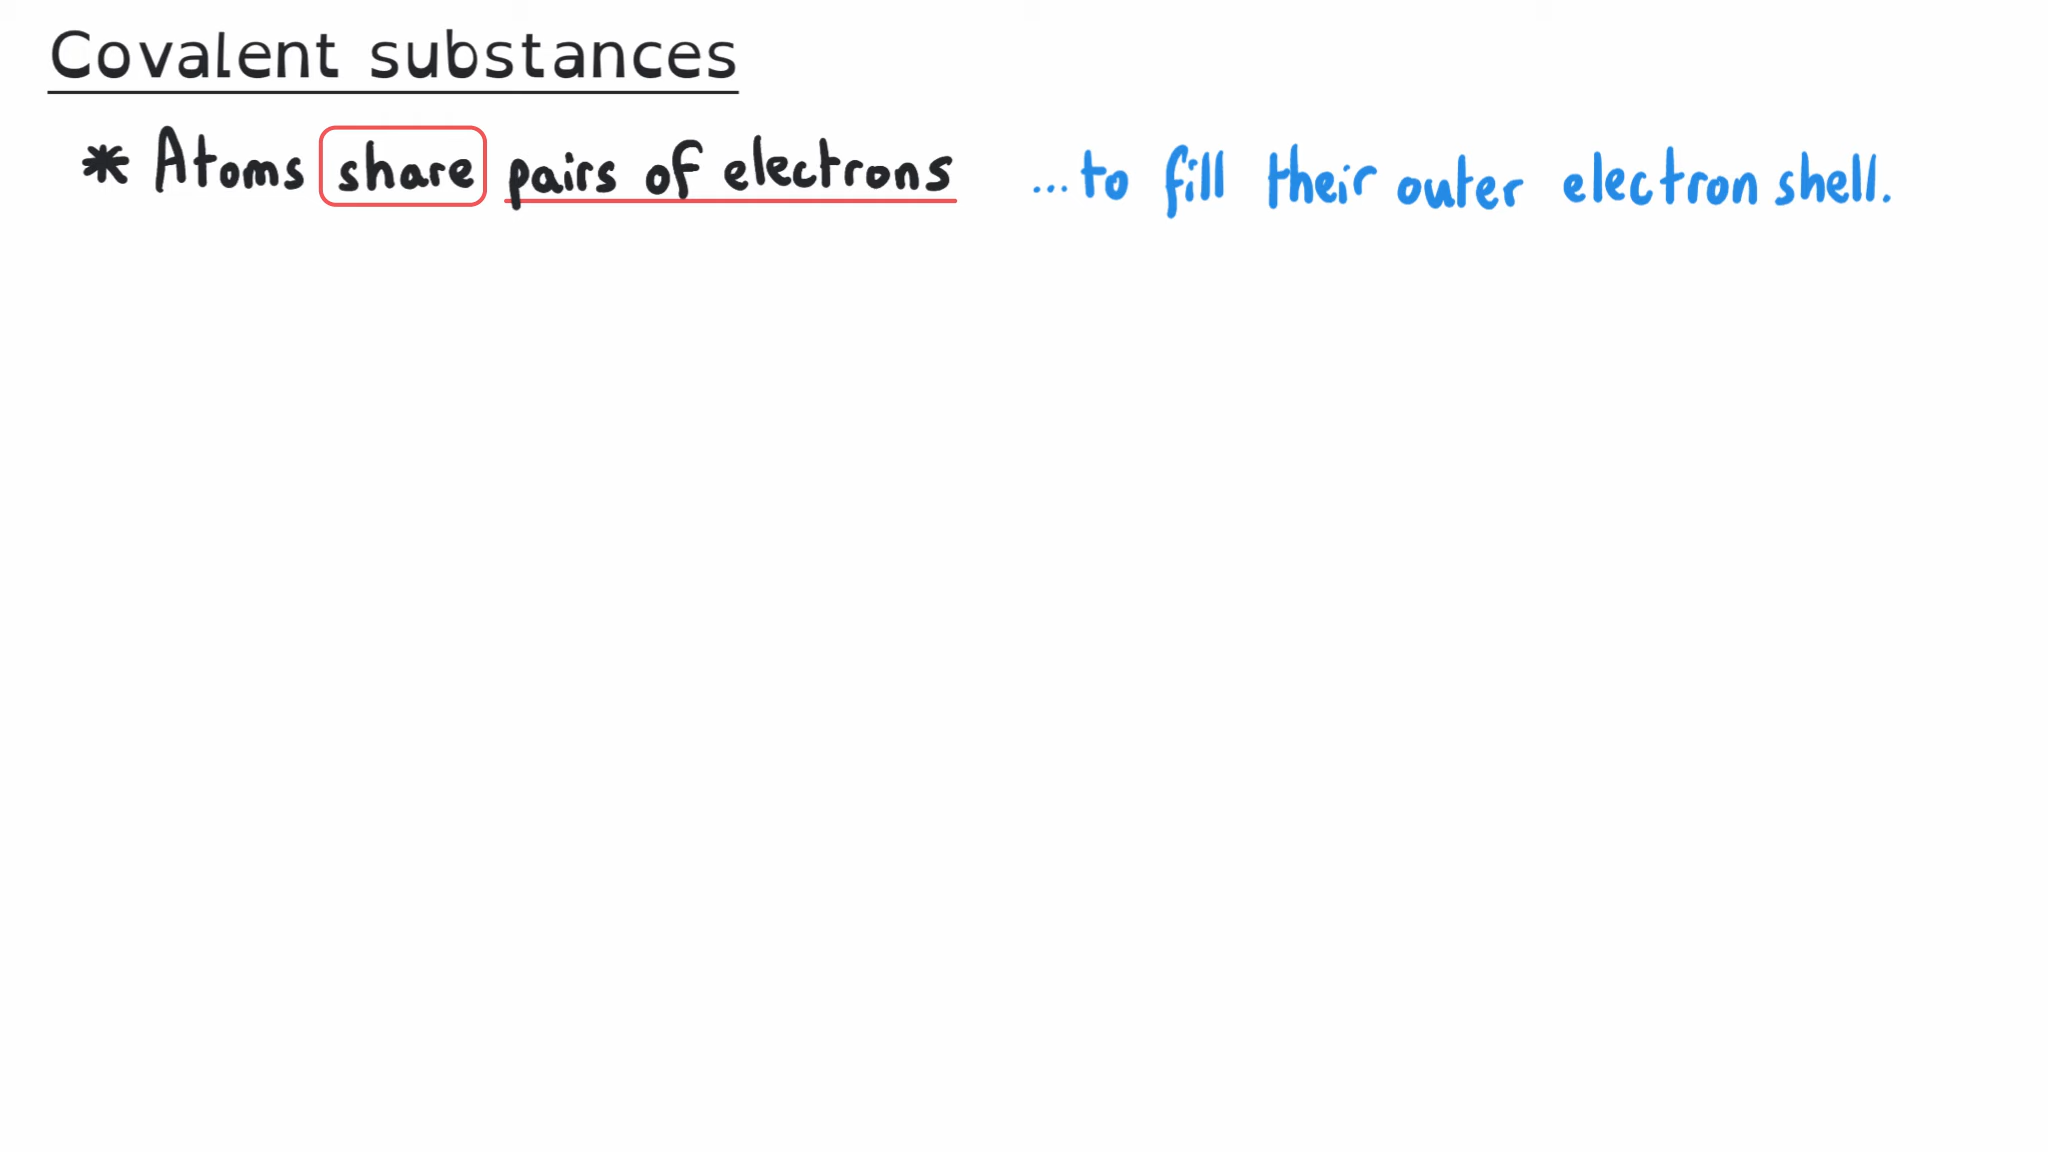 Covalent substances
* Atoms share pairs of electrons ...to fill their outer electron shell.